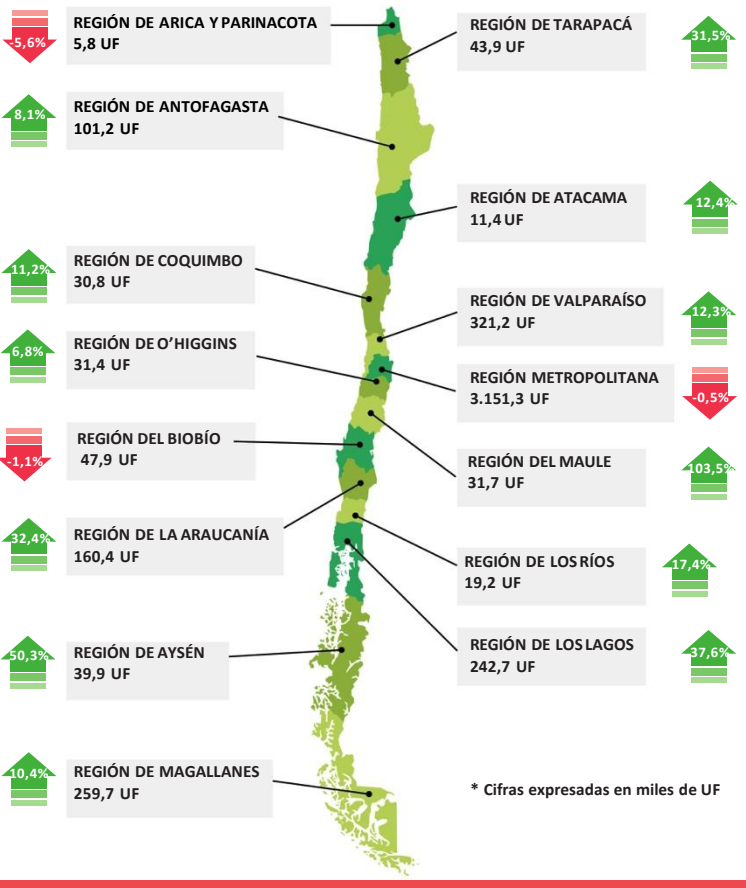 -5,6%
REGIÓN DE ARICA Y PARINACOTA
5,8 UF
REGIÓN DE TARAPACÁ
43,9 UF
31,5%
8,1%
REGIÓN DE ANTOFAGASTA
101,2 UF
REGIÓN DE ATACAMA
11,4 UF
12,4%
11,2%
REGIÓN DE COQUIMBO
30,8 UF
REGIÓN DE VALPARAÍSO
321,2 UF
12,3%
6,8%
REGIÓN DE O'HIGGINS
31,4 UF
REGIÓN METROPOLITANA
3.151,3 UF
-0,5%
-1,1%
REGIÓN DEL BIOBÍO
47,9 UF
REGIÓN DEL MAULE
31,7 UF
103,5%
32,4%
REGIÓN DE LA ARAUCANÍA
160,4 UF
REGIÓN DE LOS RÍOS
19,2 UF
17,4%
50,3%
REGIÓN DE AYSÉN
39,9 UF
REGIÓN DE LOS LAGOS
242,7 UF
37,6%
10,4%
REGIÓN DE MAGALLANES
259,7 UF
* Cifras expresadas en miles de UF